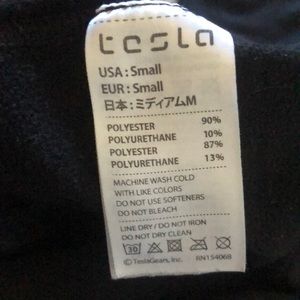 tesla
USA : Small
EUR : Small
日本 : ミディアムM
POLYESTER 90%
POLYURETHANE 10%
POLYESTER 87%
POLYURETHANE 13%
MACHINE WASH COLD
WITH LIKE COLORS
DO NOT USE SOFTENERS
DO NOT BLEACH
LINE DRY / DO NOT IRON
DO NOT DRY CLEAN
30
© TeslaGears, Inc. RN154068